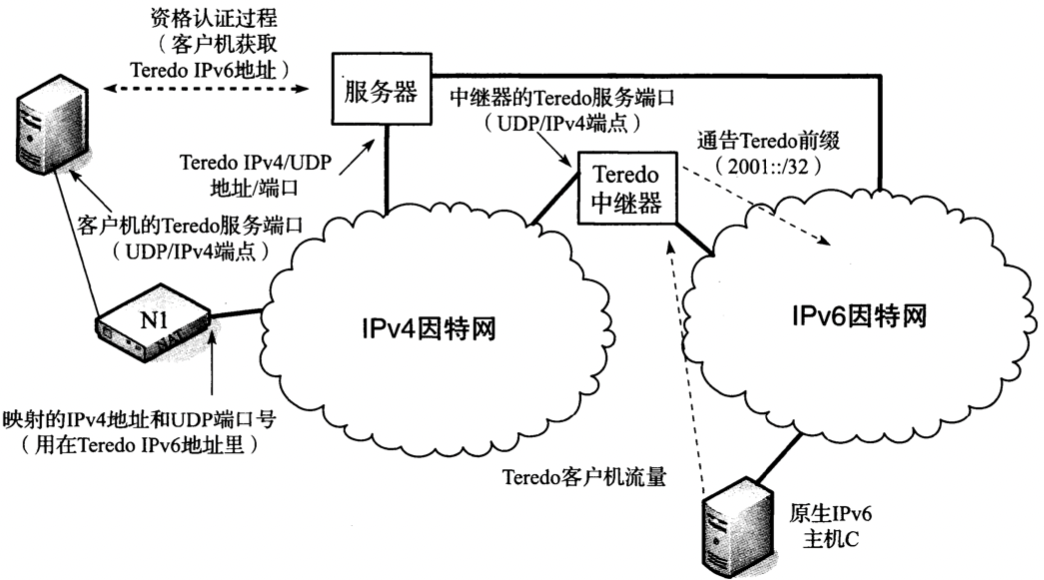 资格认证过程
（客户机获取
Teredo IPv6地址）
服务器
中继器的Teredo服务端口
（UDP/IPv4端点）
通告Teredo前缀
（2001::/32）
Teredo IPv4/UDP
地址/端口
Teredo
中继器
客户机的Teredo服务端口
（UDP/IPv4端点）
N1
NAT
IPv4因特网
IPv6因特网
映射的IPv4地址和UDP端口号
（用在Teredo IPv6地址里）
Teredo客户机流量
原生IPv6
主机C